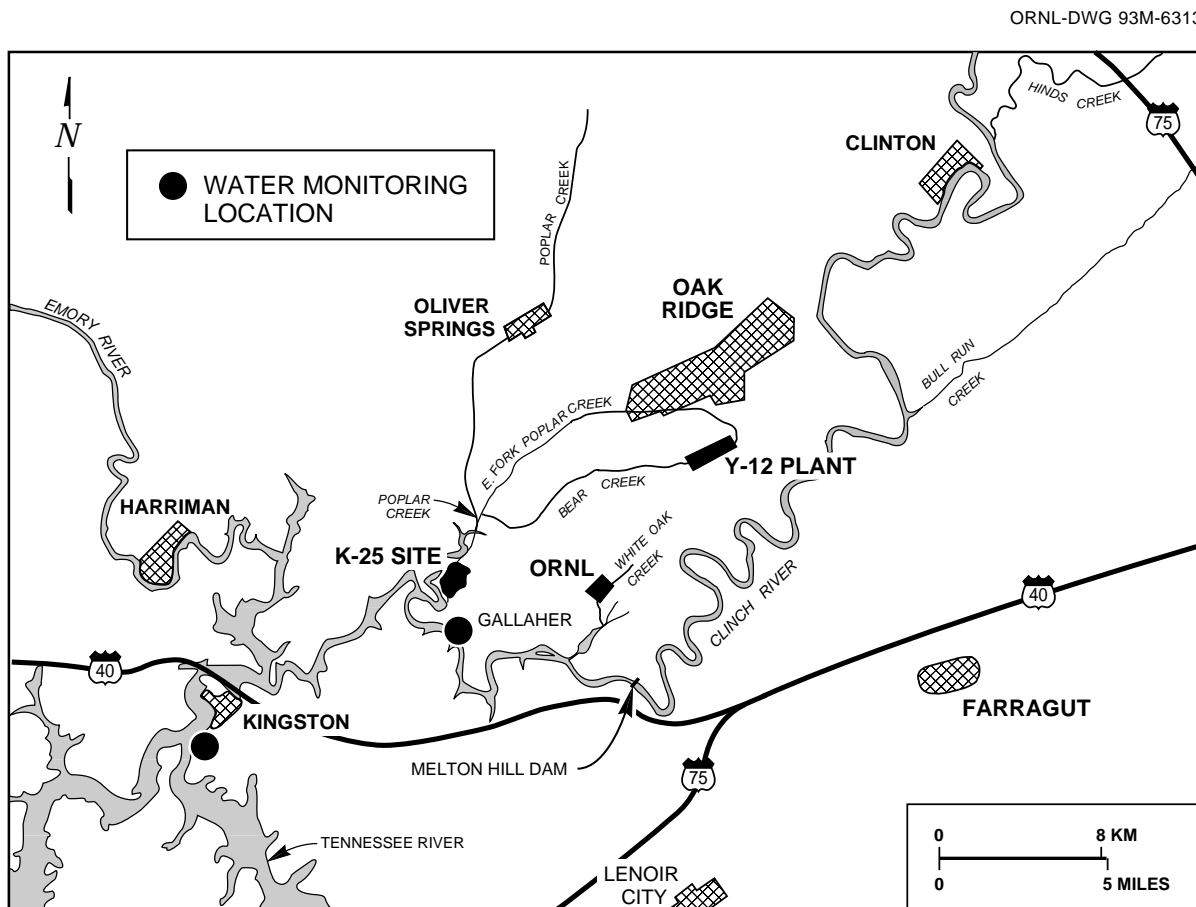 ORNL-DWG 93M-6313
N
WATER MONITORING
LOCATION
HINDS CREEK
75
CLINTON
POPLAR CREEK
OAK
RIDGE
OLIVER
SPRINGS
EMORY RIVER
BULL RUN
CREEK
E. FORK POPLAR CREEK
Y-12 PLANT
BEAR CREEK
POPLAR
CREEK
HARRIMAN
K-25 SITE
ORNL
WHITE OAK
CREEK
CLINCH RIVER
40
GALLAHER
40
KINGSTON
FARRAGUT
MELTON HILL DAM
75
TENNESSEE RIVER
LENOIR
CITY
0 8 KM
0 5 MILES